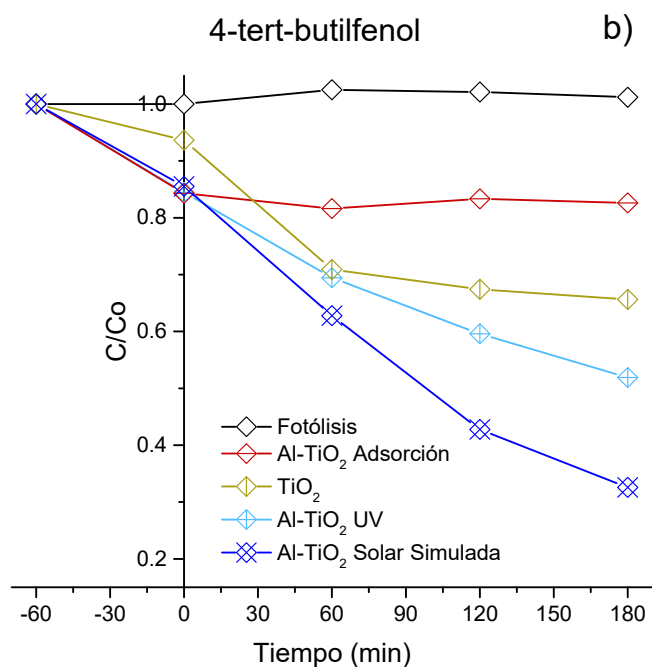 4-tert-butilfenol
b)
1.0
0.8
0.6
0.4
0.2
C/Co
Fotólisis
Al-TiO₂ Adsorción
TiO₂
Al-TiO₂ UV
Al-TiO₂ Solar Simulada
-60 -30 0 30 60 90 120 150 180
Tiempo (min)